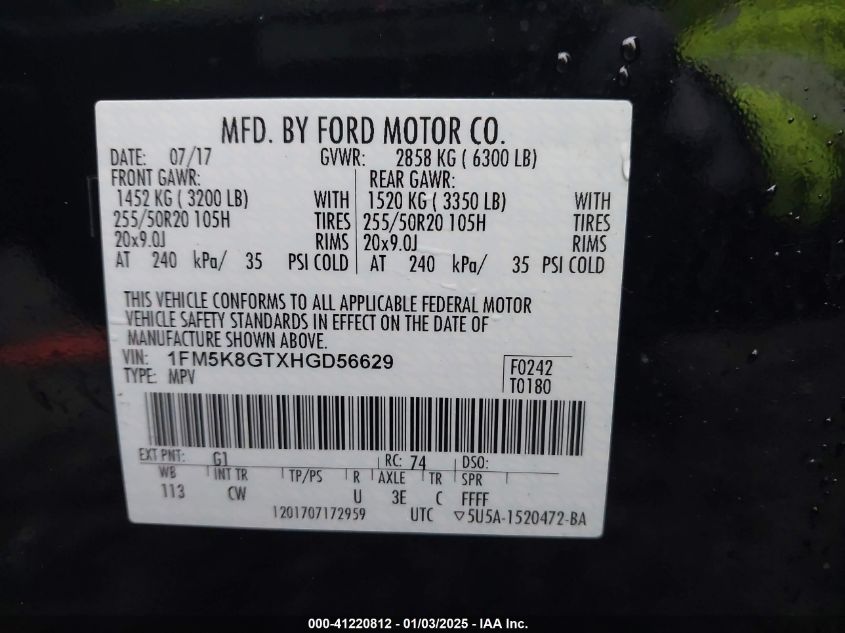 MFD. BY FORD MOTOR CO.
DATE: 07/17 GVWR: 2858 KG ( 6300 LB)
FRONT GAWR: REAR GAWR:
1452 KG ( 3200 LB) WITH 1520 KG ( 3350 LB) WITH
255/50R20 105H TIRES 255/50R20 105H TIRES
20x9.0J RIMS 20x9.0J RIMS
AT 240 kPa/ 35 PSI COLD AT 240 kPa/ 35 PSI COLD
THIS VEHICLE CONFORMS TO ALL APPLICABLE FEDERAL MOTOR
VEHICLE SAFETY STANDARDS IN EFFECT ON THE DATE OF
MANUFACTURE SHOWN ABOVE.
VIN: 1FM5K8GTXHGD56629 F0242
TYPE: MPV T0180
EXT PNT: G1 RC: 74 DSO:
WB INT TR TP/PS R AXLE TR SPR
113 CW U 3E C FFFF
1201707172959 UTC ▽5U5A-1520472-BA
000-41220812 - 01/03/2025 - IAA Inc.